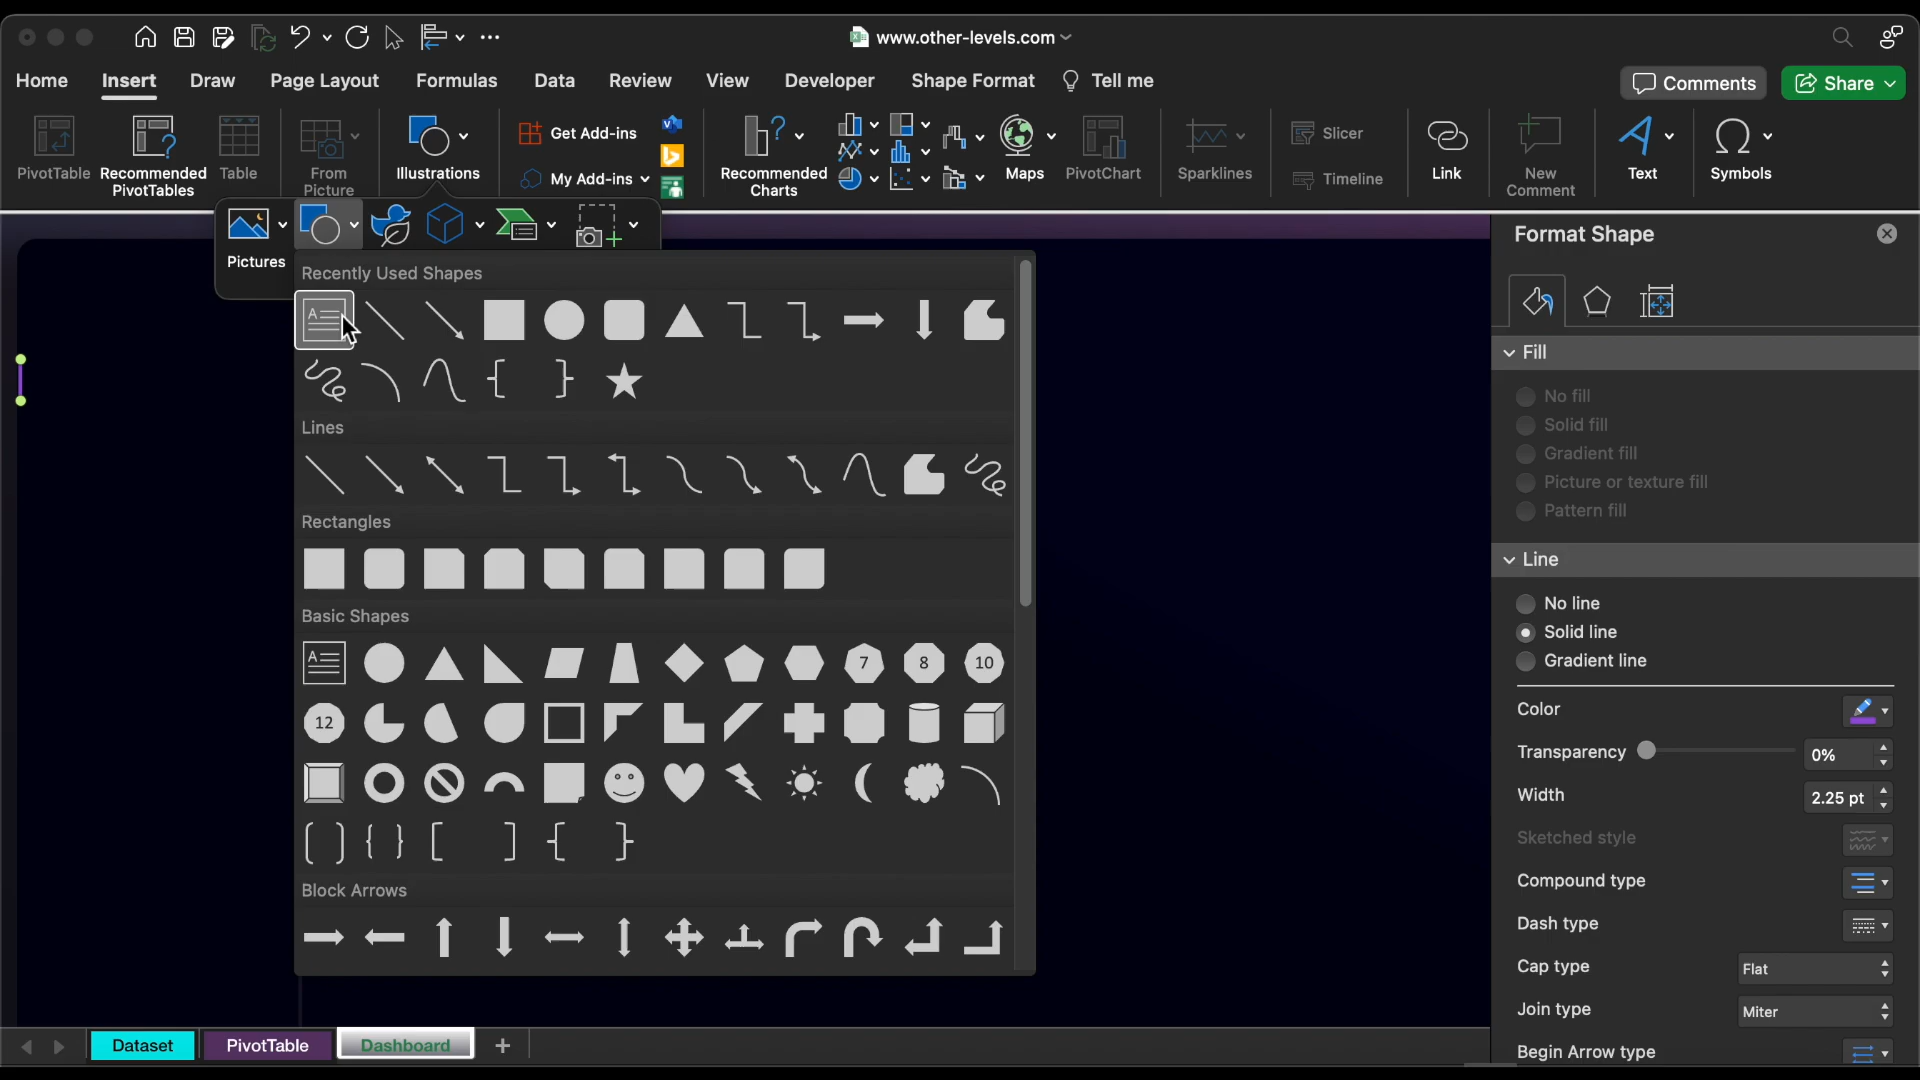 www.other-levels.com
Home Insert Draw Page Layout Formulas Data Review View Developer Shape Format Tell me Comments Share
PivotTable
Recommended
PivotTables
Table
From
Picture
Illustrations
Get Add-ins
My Add-ins
Recommended
Charts
Maps
PivotChart
Sparklines
Slicer
Timeline
Link
New
Comment
Text
Symbols
Pictures
Recently Used Shapes
A
Lines
Rectangles
Basic Shapes
A 7 8 10
12
Block Arrows
Format Shape
Fill
No fill
Solid fill
Gradient fill
Picture or texture fill
Pattern fill
Line
No line
Solid line
Gradient line
Color
Transparency 0%
Width 2.25 pt
Sketched style
Compound type
Dash type
Cap type Flat
Join type Miter
Begin Arrow type
Dataset PivotTable Dashboard